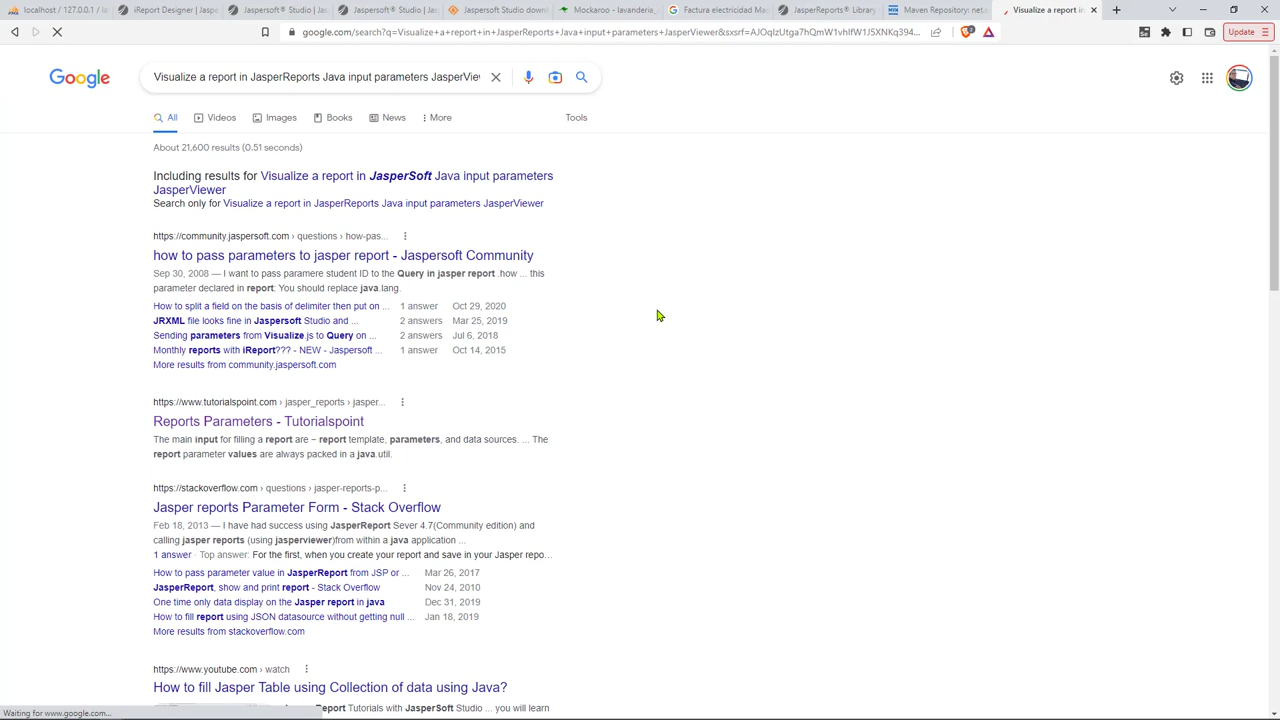 localhost / 127.0.0.1 / la
iReport Designer | Jaspe
Jaspersoft® Studio | Jas
Jaspersoft® Studio | Jas
Jaspersoft Studio down
Mockaroo - lavanderia_
Factura electricidad Ma
JasperReports® Library
Maven Repository: net.s
Visualize a report in
Update
google.com/search?q=Visualize+a+report+in+JasperReports+Java+input+parameters+JasperViewer&sxsrf=AJOqlzUtga7hQmW1vhIfW1J5XNKq394...
Google
Visualize a report in JasperReports Java input parameters JasperVie
All
Videos
Images
Books
News
More
Tools
About 21,600 results (0.51 seconds)
Including results for Visualize a report in JasperSoft Java input parameters
JasperViewer
Search only for Visualize a report in JasperReports Java input parameters JasperViewer
https://community.jaspersoft.com › questions › how-pas...
how to pass parameters to jasper report - Jaspersoft Community
Sep 30, 2008 — I want to pass paramere student ID to the Query in jasper report .how ... this
parameter declared in report: You should replace java.lang.
How to split a field on the basis of delimiter then put on ... 1 answer Oct 29, 2020
JRXML file looks fine in Jaspersoft Studio and ... 2 answers Mar 25, 2019
Sending parameters from Visualize.js to Query on ... 2 answers Jul 6, 2018
Monthly reports with iReport??? - NEW - Jaspersoft ... 1 answer Oct 14, 2015
More results from community.jaspersoft.com
https://www.tutorialspoint.com › jasper_reports › jasper...
Reports Parameters - Tutorialspoint
The main input for filling a report are − report template, parameters, and data sources. ... The
report parameter values are always packed in a java.util.
https://stackoverflow.com › questions › jasper-reports-p...
Jasper reports Parameter Form - Stack Overflow
Feb 18, 2013 — I have had success using JasperReport Sever 4.7(Community edition) and
calling jasper reports (using jasperviewer)from within a java application ...
1 answer · Top answer: For the first, when you create your report and save in your Jasper repo...
How to pass parameter value in JasperReport from JSP or ... Mar 26, 2017
JasperReport, show and print report - Stack Overflow Nov 24, 2010
One time only data display on the Jasper report in java Dec 31, 2019
How to fill report using JSON datasource without getting null ... Jan 18, 2019
More results from stackoverflow.com
https://www.youtube.com › watch
How to fill Jasper Table using Collection of data using Java?
Report Tutorials with JasperSoft Studio ... you will learn
Waiting for www.google.com...